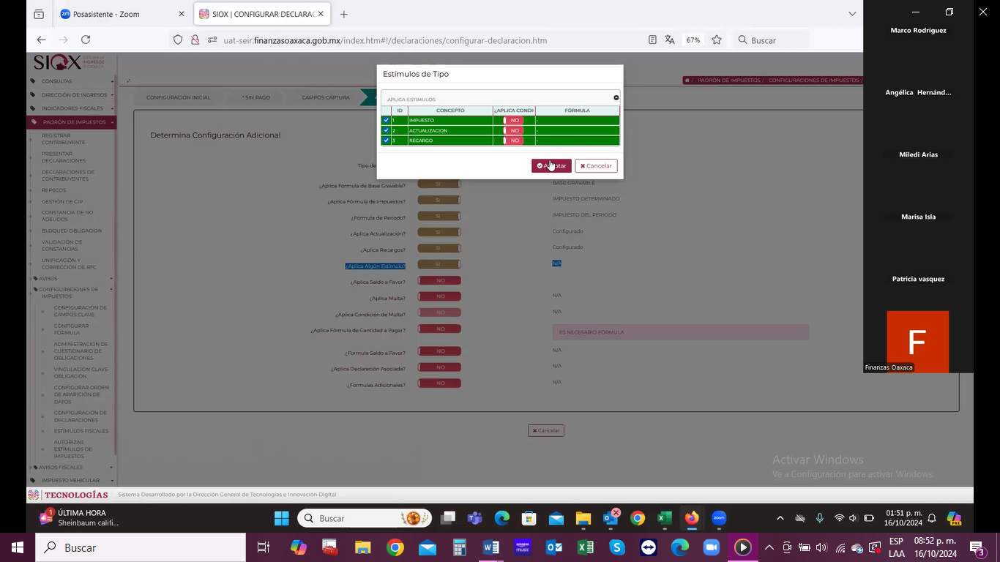 Posasistente - Zoom
SIOX | CONFIGURAR DECLARAC
uat-seir.finanzasoaxaca.gob.mx/index.htm#!/declaraciones/configurar-declaracion.htm
67%
Buscar
SIOX
SISTEMA DE INGRESOS OAXACA
CONSULTAS
DIRECCIÓN DE INGRESOS
INDICADORES FISCALES
PADRÓN DE IMPUESTOS
REGISTRAR
CONTRIBUYENTE
PRESENTAR
DECLARACIONES
DECLARACIONES DE
CONTRIBUYENTES
REPECOS
GESTIÓN DE CIP
CONSTANCIA DE NO
ADEUDOS
BLOQUEO OBLIGACION
VALIDACIÓN DE
CONSTANCIAS
UNIFICACIÓN Y
CORRECCIÓN DE RFC
AVISOS
CONFIGURACIONES DE
IMPUESTOS
CONFIGURACIÓN DE
CAMPOS CLAVE
CONFIGURAR
FÓRMULA
ADMINISTRACIÓN DE
CUESTIONARIO DE
OBLIGACIONES
VINCULACIÓN CLAVE-
OBLIGACIÓN
CONFIGURAR ORDEN
DE APARICIÓN DE
DATOS
CONFIGURACIÓN DE
DECLARACIONES
ESTÍMULOS FISCALES
AUTORIZAR
ESTÍMULOS DE
IMPUESTOS
AVISOS FISCALES
IMPUESTO VEHICULAR
PADRÓN DE IMPUESTOS / CONFIGURACIONES DE IMPUESTOS /
CONFIGURACIÓN INICIAL
* SIN PAGO
CAMPOS CAPTURA
Determina Configuración Adicional
Estímulos de Tipo
APLICA ESTIMULOS
ID CONCEPTO ¿APLICA CONDI FÓRMULA
1 IMPUESTO NO -
2 ACTUALIZACION NO -
3 RECARGO NO -
Aceptar
Cancelar
Tipo de
¿Aplica Fórmula de Base Gravable? SI BASE GRAVABLE
¿Aplica Fórmula de Impuestos? SI IMPUESTO DETERMINADO
¿Fórmula de Periodo? SI IMPUESTO DEL PERIODO
¿Aplica Actualización? SI Configurado
¿Aplica Recargos? SI Configurado
¿Aplica Algún Estímulo? SI N/A
¿Aplica Saldo a Favor? NO
¿Aplica Multa? NO N/A
¿Aplica Condición de Multa? NO N/A
¿Aplica Fórmula de Cantidad a Pagar? NO ES NECESARIO FÓRMULA
¿Formula Saldo a Favor? NO N/A
¿Aplica Declaración Asociada? NO N/A
¿Formulas Adicionales? NO N/A
Cancelar
Activar Windows
Ve a Configuración para activar Windows.
TECNOLOGÍAS
Sistema Desarrollado por la Dirección General de Tecnologías e Innovación Digital
Marco Rodríguez
Angélica Hernánd...
Miledi Arias
Marisa Isla
Patricia vasquez
F
Finanzas Oaxaca
1
ÚLTIMA HORA
Sheinbaum califi...
Buscar
zoom
01:51 p. m.
16/10/2024
PRE
Buscar
amazon music
ESP
LAA
08:52 p. m.
16/10/2024
3